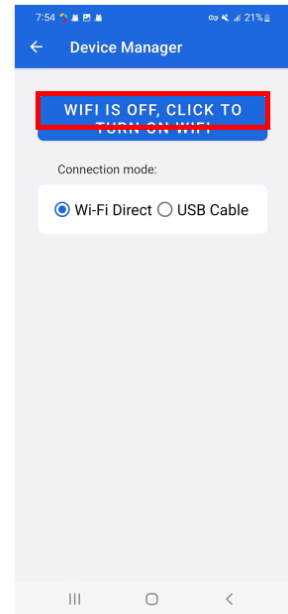 7:54 21%
Device Manager
WIFI IS OFF, CLICK TO
TURN ON WIFI
Connection mode:
Wi-Fi Direct USB Cable